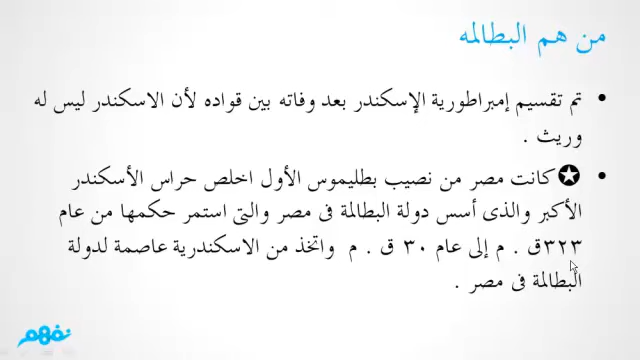 من هم البطالمه
• تم تقسيم إمبراطورية الإسكندر بعد وفاته بين قواده لأن الاسكندر ليس له
وريث .
• كانت مصر من نصيب بطليموس الأول اخلص حراس الأسكندر
الأكبر والذى أسس دولة البطالمة فى مصر والتى استمر حكمها من عام
٣٢٣ق . م إلى عام ٣٠ ق . م واتخذ من الاسكندرية عاصمة لدولة
البطالمة فى مصر .
نفهم